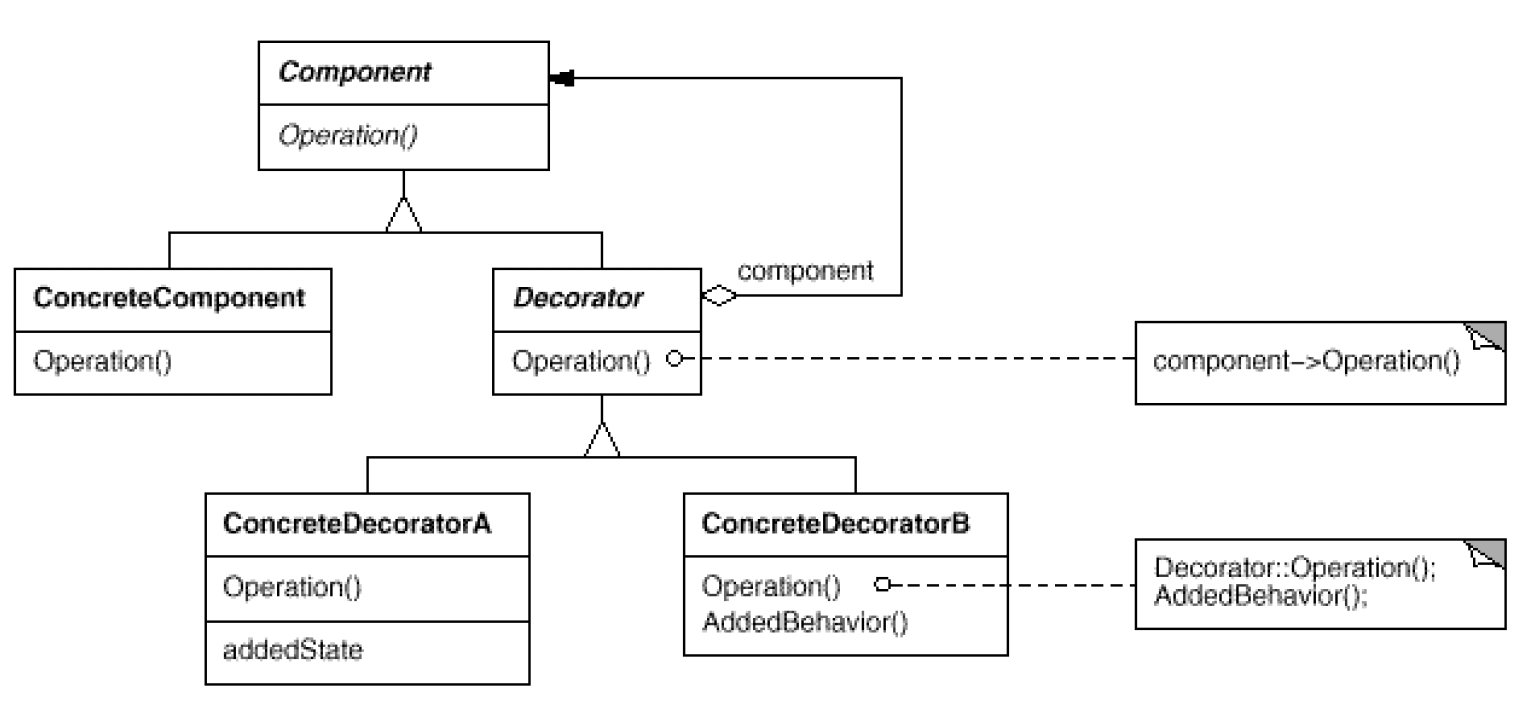 Component
Operation()
component
ConcreteComponent
Operation()
Decorator
Operation()
component–>Operation()
ConcreteDecoratorA
Operation()
addedState
ConcreteDecoratorB
Operation()
AddedBehavior()
Decorator::Operation();
AddedBehavior();